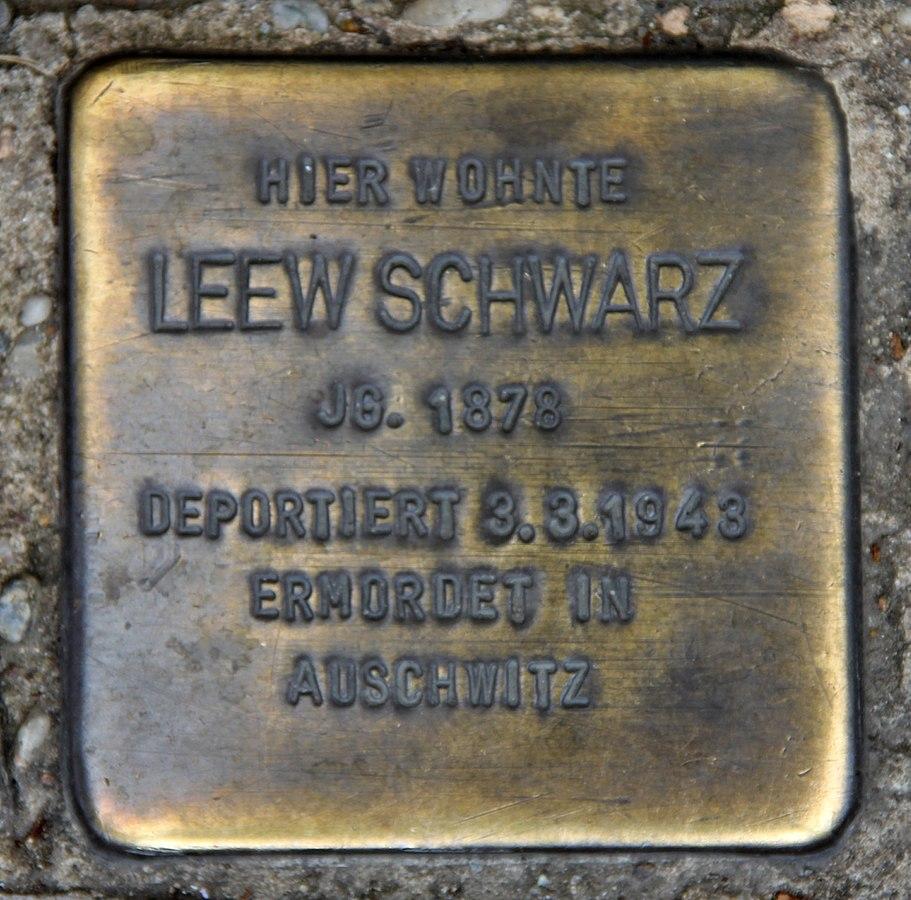 HIER WOHNTE
LEEW SCHWARZ
JG. 1878
DEPORTIERT 3.3.1943
ERMORDET IN
AUSCHWITZ